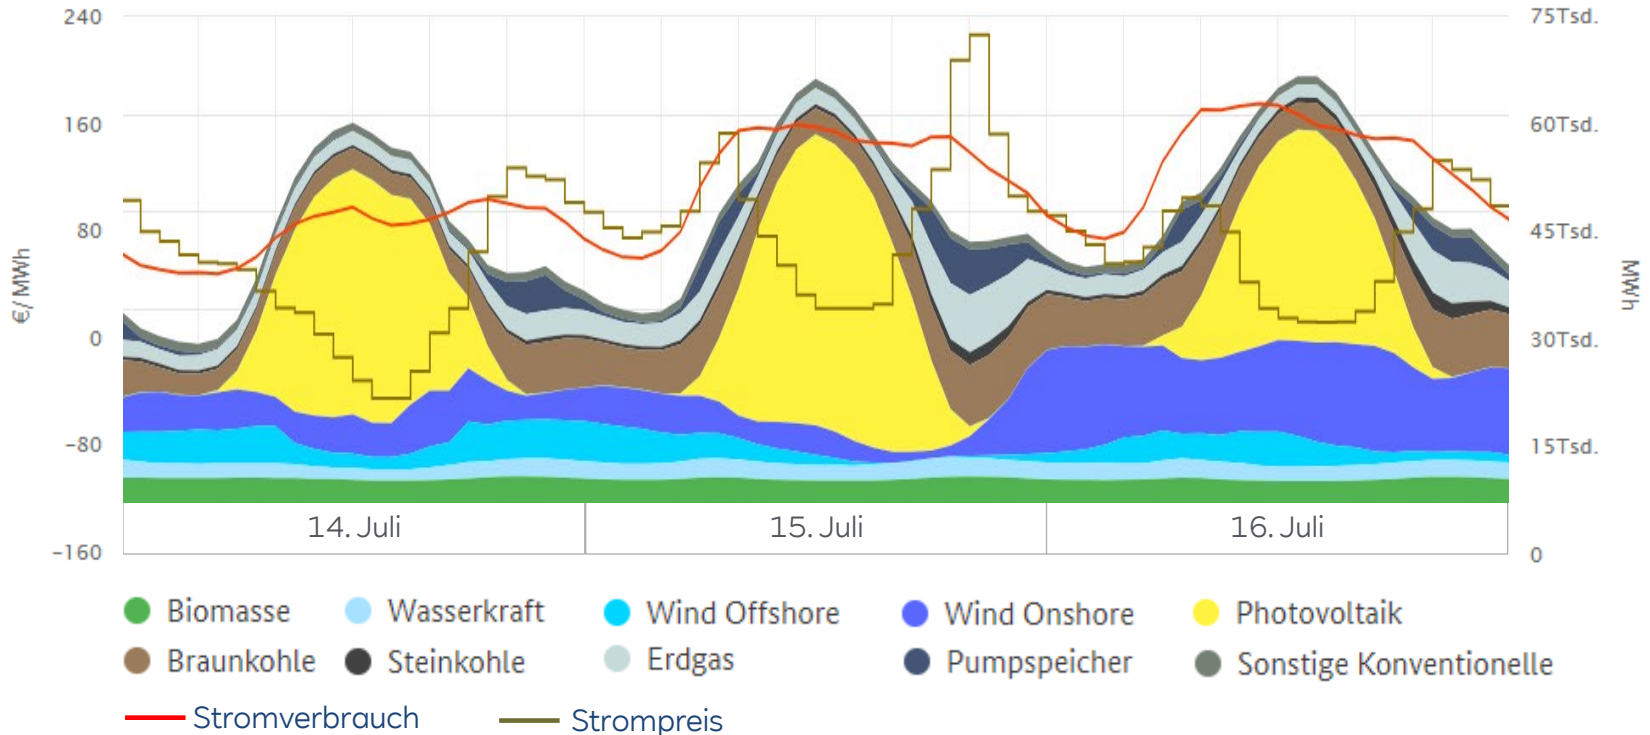 240
160
80
0
−80
−160
€/ MWh
75Tsd.
60Tsd.
45Tsd.
30Tsd.
15Tsd.
0
MWh
14. Juli
15. Juli
16. Juli
Biomasse
Wasserkraft
Wind Offshore
Wind Onshore
Photovoltaik
Braunkohle
Steinkohle
Erdgas
Pumpspeicher
Sonstige Konventionelle
Stromverbrauch
Strompreis